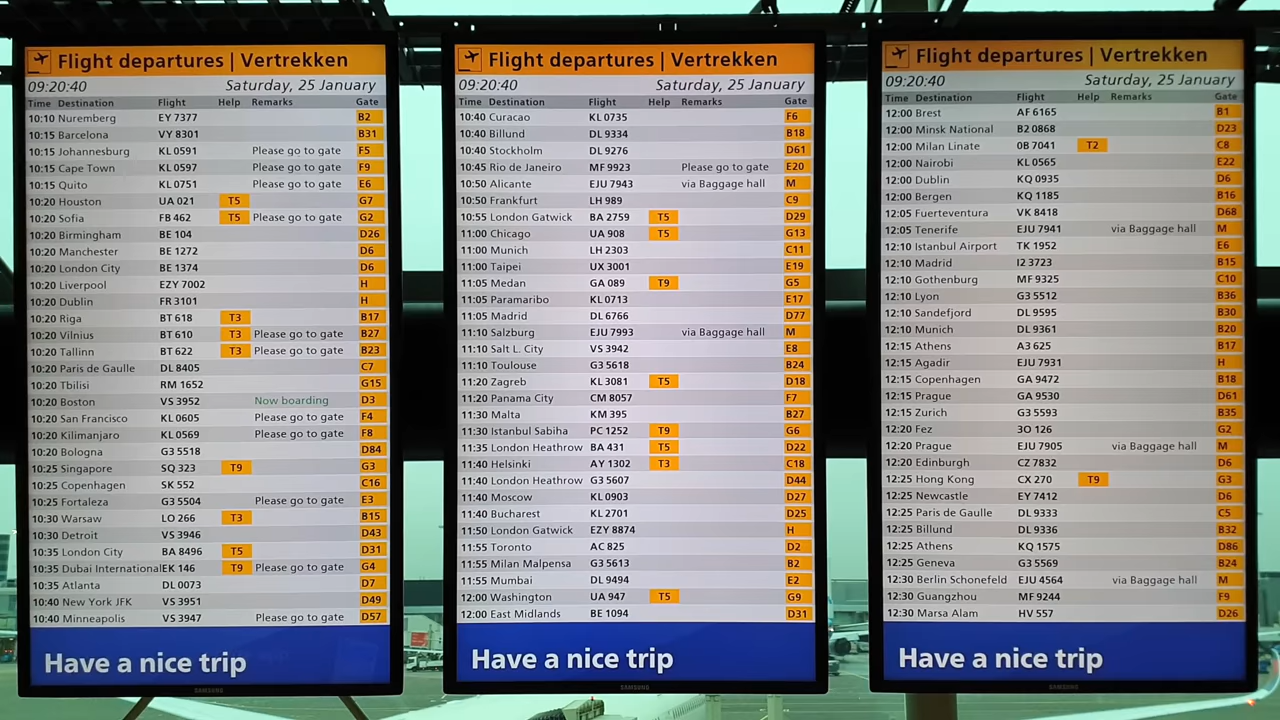 Flight departures | Vertrekken
09:20:40 Saturday, 25 January
Time Destination Flight Help Remarks Gate
10:10 Nuremberg EY 7377 B2
10:15 Barcelona VY 8301 B31
10:15 Johannesburg KL 0591 Please go to gate F5
10:15 Cape Town KL 0597 Please go to gate F9
10:15 Quito KL 0751 Please go to gate E6
10:20 Houston UA 021 T5 G7
10:20 Sofia FB 462 T5 Please go to gate G2
10:20 Birmingham BE 104 D26
10:20 Manchester BE 1272 D6
10:20 London City BE 1374 D6
10:20 Liverpool EZY 7002 H
10:20 Dublin FR 3101 H
10:20 Riga BT 618 T3 B17
10:20 Vilnius BT 610 T3 Please go to gate B27
10:20 Tallinn BT 622 T3 Please go to gate B23
10:20 Paris de Gaulle DL 8405 C7
10:20 Tbilisi RM 1652 G15
10:20 Boston VS 3952 Now boarding D3
10:20 San Francisco KL 0605 Please go to gate F4
10:20 Kilimanjaro KL 0569 Please go to gate F8
10:20 Bologna G3 5518 D84
10:25 Singapore SQ 323 T9 G3
10:25 Copenhagen SK 552 C16
10:25 Fortaleza G3 5504 Please go to gate E3
10:30 Warsaw LO 266 T3 B15
10:30 Detroit VS 3946 D43
10:35 London City BA 8496 T5 D31
10:35 Dubai International EK 146 T9 Please go to gate G4
10:35 Atlanta DL 0073 D7
10:40 New York JFK VS 3951 D49
10:40 Minneapolis VS 3947 Please go to gate D57
Have a nice trip
SAMSUNG
Flight departures | Vertrekken
09:20:40 Saturday, 25 January
Time Destination Flight Help Remarks Gate
10:40 Curacao KL 0735 F6
10:40 Billund DL 9334 B18
10:40 Stockholm DL 9276 D61
10:45 Rio de Janeiro MF 9923 Please go to gate E20
10:50 Alicante EJU 7943 via Baggage hall M
10:50 Frankfurt LH 989 C9
10:55 London Gatwick BA 2759 T5 D29
11:00 Chicago UA 908 T5 G13
11:00 Munich LH 2303 C11
11:00 Taipei UX 3001 E19
11:05 Medan GA 089 T9 G5
11:05 Paramaribo KL 0713 E17
11:05 Madrid DL 6766 D77
11:10 Salzburg EJU 7993 via Baggage hall M
11:10 Salt L. City VS 3942 E8
11:10 Toulouse G3 5618 B24
11:20 Zagreb KL 3081 T5 D18
11:20 Panama City CM 8057 F7
11:30 Malta KM 395 B27
11:30 Istanbul Sabiha PC 1252 T9 G6
11:35 London Heathrow BA 431 T5 D22
11:40 Helsinki AY 1302 T3 C18
11:40 London Heathrow G3 5607 D44
11:40 Moscow KL 0903 D27
11:40 Bucharest KL 2701 D25
11:50 London Gatwick EZY 8874 H
11:55 Toronto AC 825 D2
11:55 Milan Malpensa G3 5613 B2
11:55 Mumbai DL 9494 E2
12:00 Washington UA 947 T5 G9
12:00 East Midlands BE 1094 D31
Have a nice trip
SAMSUNG
Flight departures | Vertrekken
09:20:40 Saturday, 25 January
Time Destination Flight Help Remarks Gate
12:00 Brest AF 6165 B1
12:00 Minsk National B2 0868 D23
12:00 Milan Linate 0B 7041 T2 C8
12:00 Nairobi KL 0565 E22
12:00 Dublin KQ 0935 D6
12:00 Bergen KQ 1185 B16
12:05 Fuerteventura VK 8418 D68
12:05 Tenerife EJU 7941 via Baggage hall M
12:10 Istanbul Airport TK 1952 E6
12:10 Madrid I2 3723 B15
12:10 Gothenburg MF 9325 C10
12:10 Lyon G3 5512 B36
12:10 Sandefjord DL 9595 B30
12:10 Munich DL 9361 B20
12:15 Athens A3 625 B17
12:15 Agadir EJU 7931 H
12:15 Copenhagen GA 9472 B18
12:15 Prague GA 9530 D61
12:15 Zurich G3 5593 B35
12:20 Fez 3O 126 G2
12:20 Prague EJU 7905 via Baggage hall M
12:20 Edinburgh CZ 7832 D6
12:25 Hong Kong CX 270 T9 G3
12:25 Newcastle EY 7412 D6
12:25 Paris de Gaulle DL 9333 C5
12:25 Billund DL 9336 B32
12:25 Athens KQ 1575 D86
12:25 Geneva G3 5569 B24
12:30 Berlin Schonefeld EJU 4564 via Baggage hall M
12:30 Guangzhou MF 9244 F9
12:30 Marsa Alam HV 557 D26
Have a nice trip
SAMSUNG